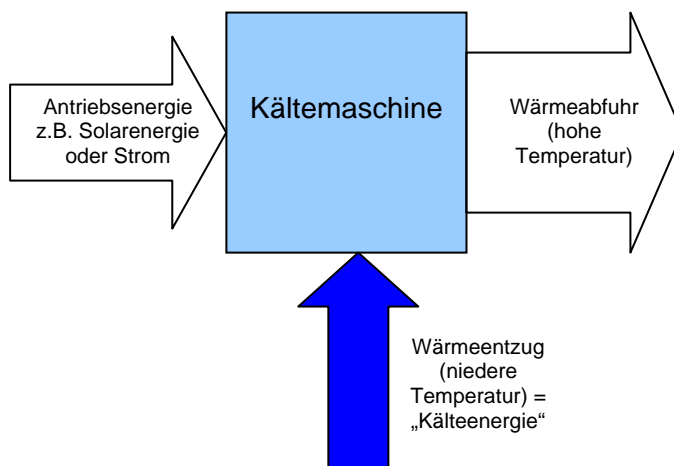 Antriebsenergie
z.B. Solarenergie
oder Strom
Kältemaschine
Wärmeabfuhr
(hohe
Temperatur)
Wärmeentzug
(niedere
Temperatur) =
„Kälteenergie“